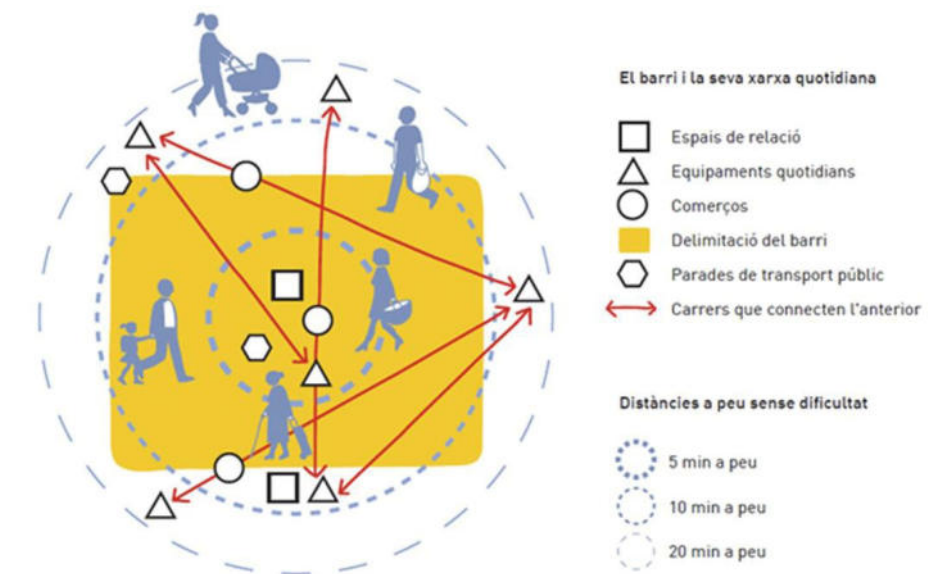 El barri i la seva xarxa quotidiana
Espais de relació
Equipaments quotidians
Comerços
Delimitació del barri
Parades de transport públic
Carrers que connecten l'anterior
Distàncies a peu sense dificultat
5 min a peu
10 min a peu
20 min a peu